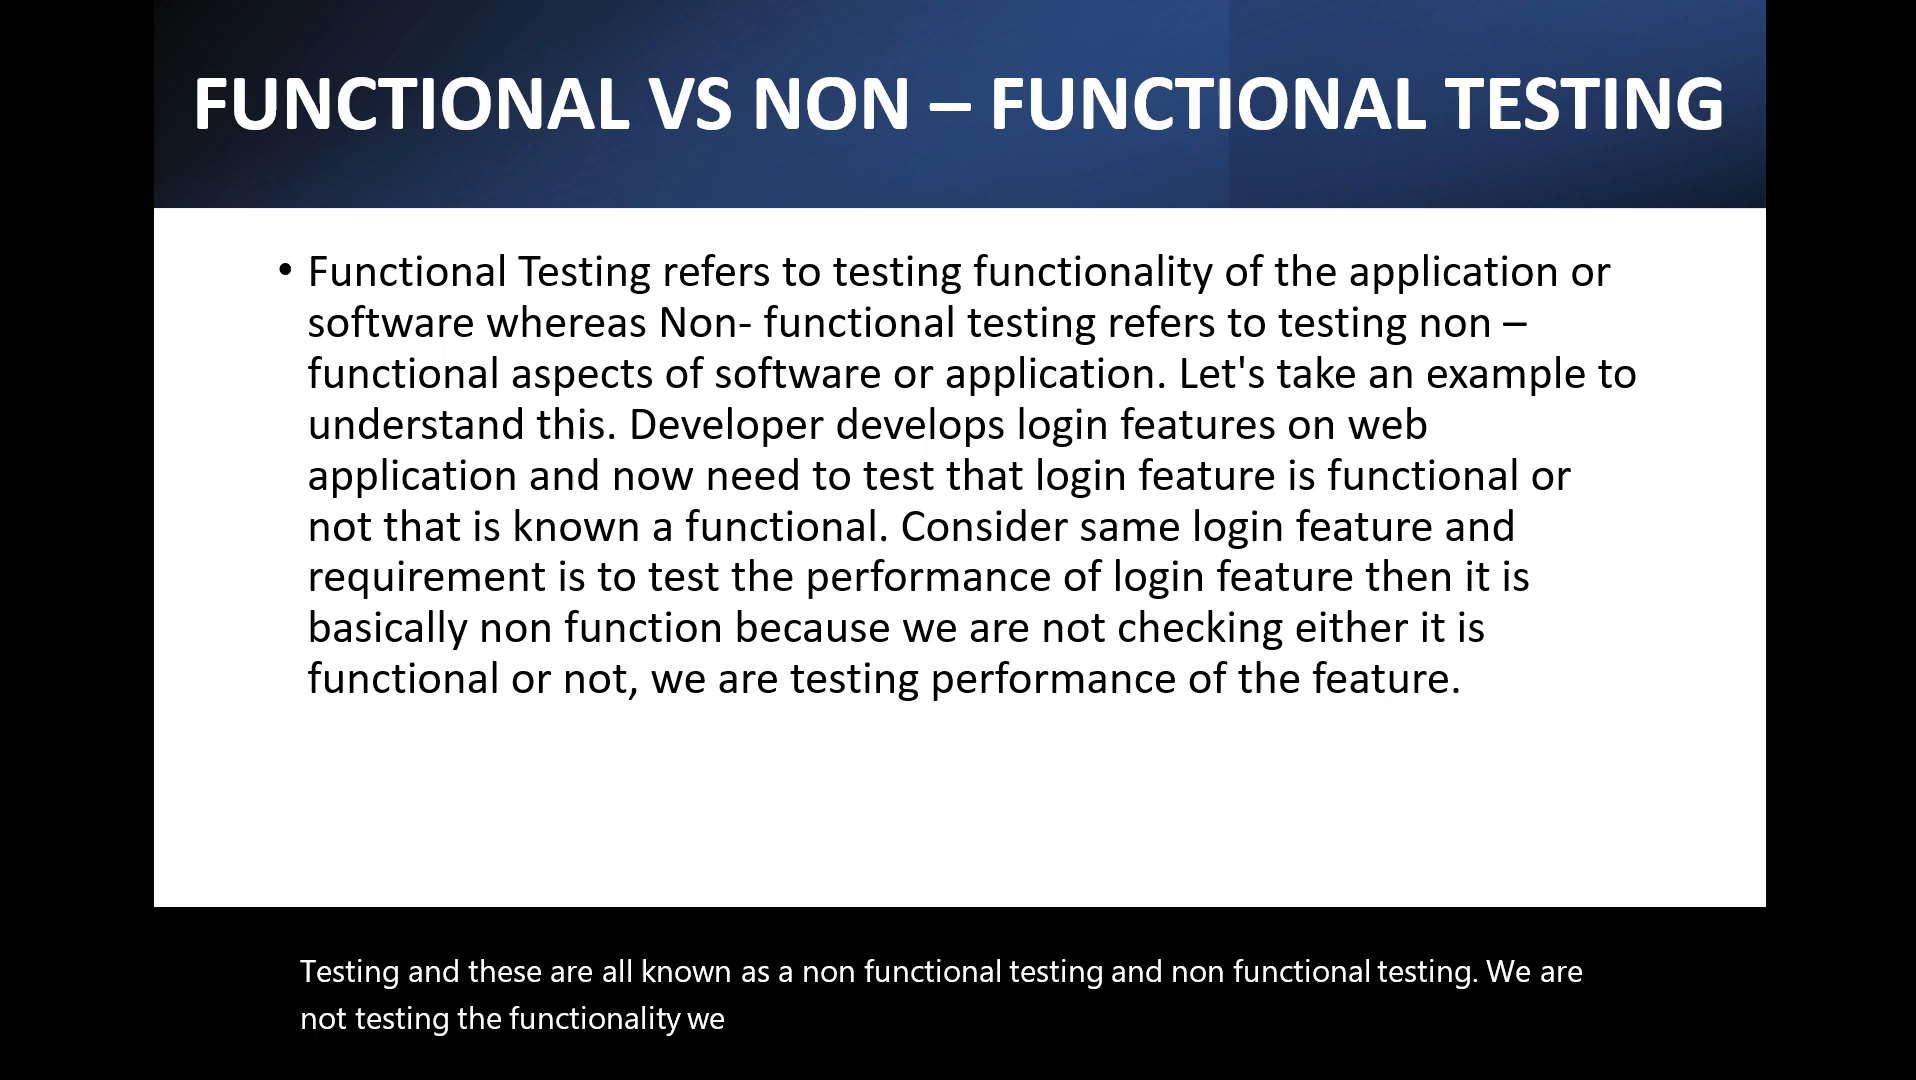 FUNCTIONAL VS NON – FUNCTIONAL TESTING
• Functional Testing refers to testing functionality of the application or
software whereas Non- functional testing refers to testing non –
functional aspects of software or application. Let's take an example to
understand this. Developer develops login features on web
application and now need to test that login feature is functional or
not that is known a functional. Consider same login feature and
requirement is to test the performance of login feature then it is
basically non function because we are not checking either it is
functional or not, we are testing performance of the feature.
Testing and these are all known as a non functional testing and non functional testing. We are
not testing the functionality we